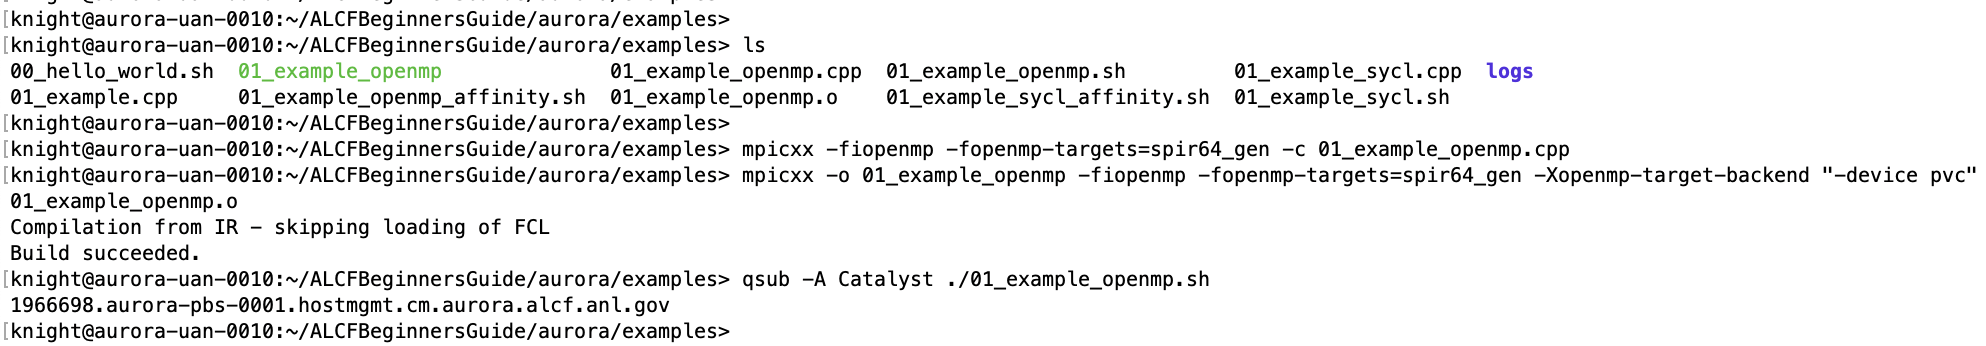 [knight@aurora-uan-0010:~/ALCFBeginnersGuide/aurora/examples>
[knight@aurora-uan-0010:~/ALCFBeginnersGuide/aurora/examples> ls
00_hello_world.sh  01_example_openmp              01_example_openmp.cpp  01_example_openmp.sh         01_example_sycl.cpp  logs
01_example.cpp     01_example_openmp_affinity.sh  01_example_openmp.o    01_example_sycl_affinity.sh  01_example_sycl.sh
[knight@aurora-uan-0010:~/ALCFBeginnersGuide/aurora/examples>
[knight@aurora-uan-0010:~/ALCFBeginnersGuide/aurora/examples> mpicxx -fiopenmp -fopenmp-targets=spir64_gen -c 01_example_openmp.cpp
[knight@aurora-uan-0010:~/ALCFBeginnersGuide/aurora/examples> mpicxx -o 01_example_openmp -fiopenmp -fopenmp-targets=spir64_gen -Xopenmp-target-backend "-device pvc"
01_example_openmp.o
Compilation from IR - skipping loading of FCL
Build succeeded.
[knight@aurora-uan-0010:~/ALCFBeginnersGuide/aurora/examples> qsub -A Catalyst ./01_example_openmp.sh
1966698.aurora-pbs-0001.hostmgmt.cm.aurora.alcf.anl.gov
[knight@aurora-uan-0010:~/ALCFBeginnersGuide/aurora/examples>